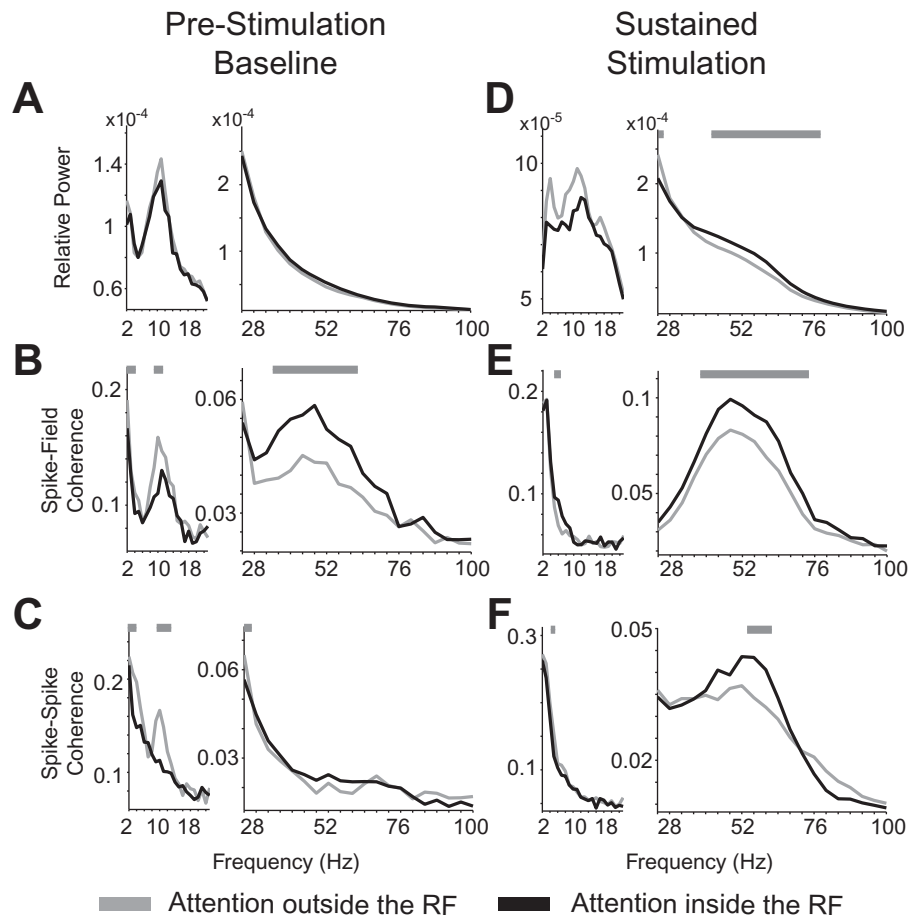 Pre-Stimulation
Baseline
Sustained
Stimulation
A
x10-4
x10-4
Relative Power
1.4
1
0.6
2
1
2 10 18
28 52 76 100
D
x10-5
x10-4
10
5
2
1
2 10 18
28 52 76 100
B
Spike-Field
Coherence
0.2
0.1
0.06
0.03
2 10 18
28 52 76 100
E
0.2
0.1
0.1
0.05
2 10 18
28 52 76 100
C
Spike-Spike
Coherence
0.2
0.1
0.06
0.03
2 10 18
28 52 76 100
F
0.3
0.1
0.05
0.02
2 10 18
28 52 76 100
Frequency (Hz)
Frequency (Hz)
Attention outside the RF
Attention inside the RF